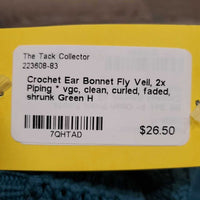 The Tack Collector
223608-83
Crochet Ear Bonnet Fly Veil, 2x
Piping * vgc, clean, curled, faded,
shrunk Green H
7QHTAD
$26.50